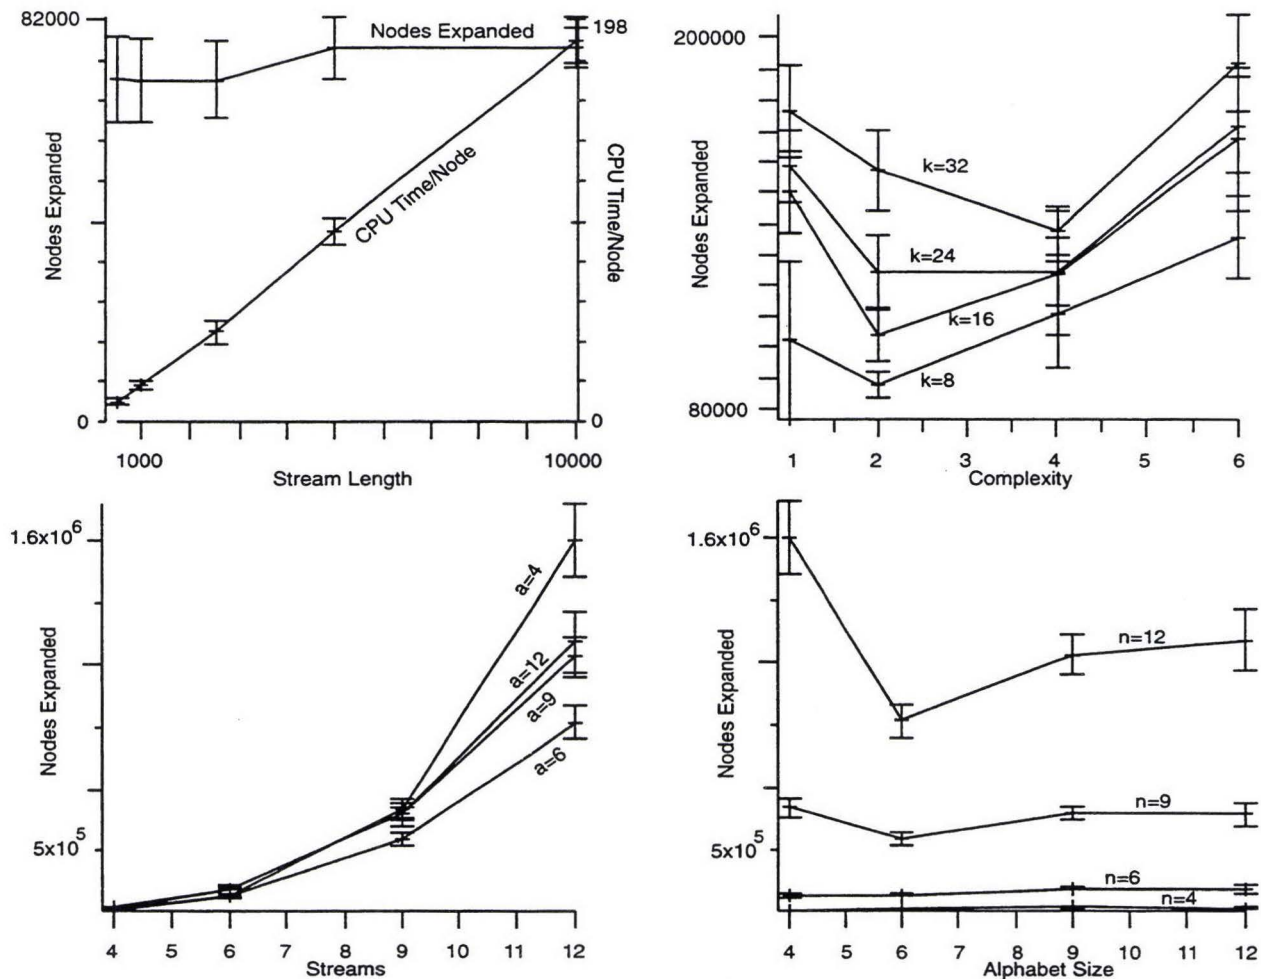 82000
Nodes Expanded
198
Nodes Expanded
CPU Time/Node
CPU Time/Node
0
0
1000
10000
Stream Length
200000
Nodes Expanded
k=32
k=24
k=16
k=8
80000
1 2 3 4 5 6
Complexity
1.6x10^6
Nodes Expanded
a=4
a=12
a=9
a=6
5x10^5
4 5 6 7 8 9 10 11 12
Streams
1.6x10^6
Nodes Expanded
n=12
n=9
n=6
n=4
5x10^5
4 5 6 7 8 9 10 11 12
Alphabet Size